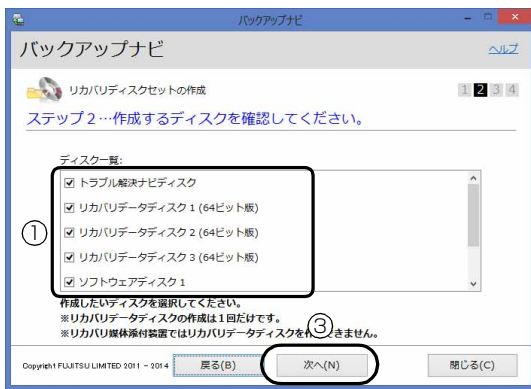 バックアップナビ
バックアップナビ
ヘルプ
リカバリディスクセットの作成
1 2 3 4
ステップ2…作成するディスクを確認してください。
ディスク一覧:
①
トラブル解決ナビディスク
リカバリデータディスク1(64ビット版)
リカバリデータディスク2(64ビット版)
リカバリデータディスク3(64ビット版)
ソフトウェアディスク1
作成したいディスクを選択してください。
※リカバリデータディスクの作成は1回だけです。
※リカバリ媒体添付装置ではリカバリデータディスクを作できません。
③
Copyright FUJITSU LIMITED 2011 - 2014
戻る(B)
次へ(N)
閉じる(C)